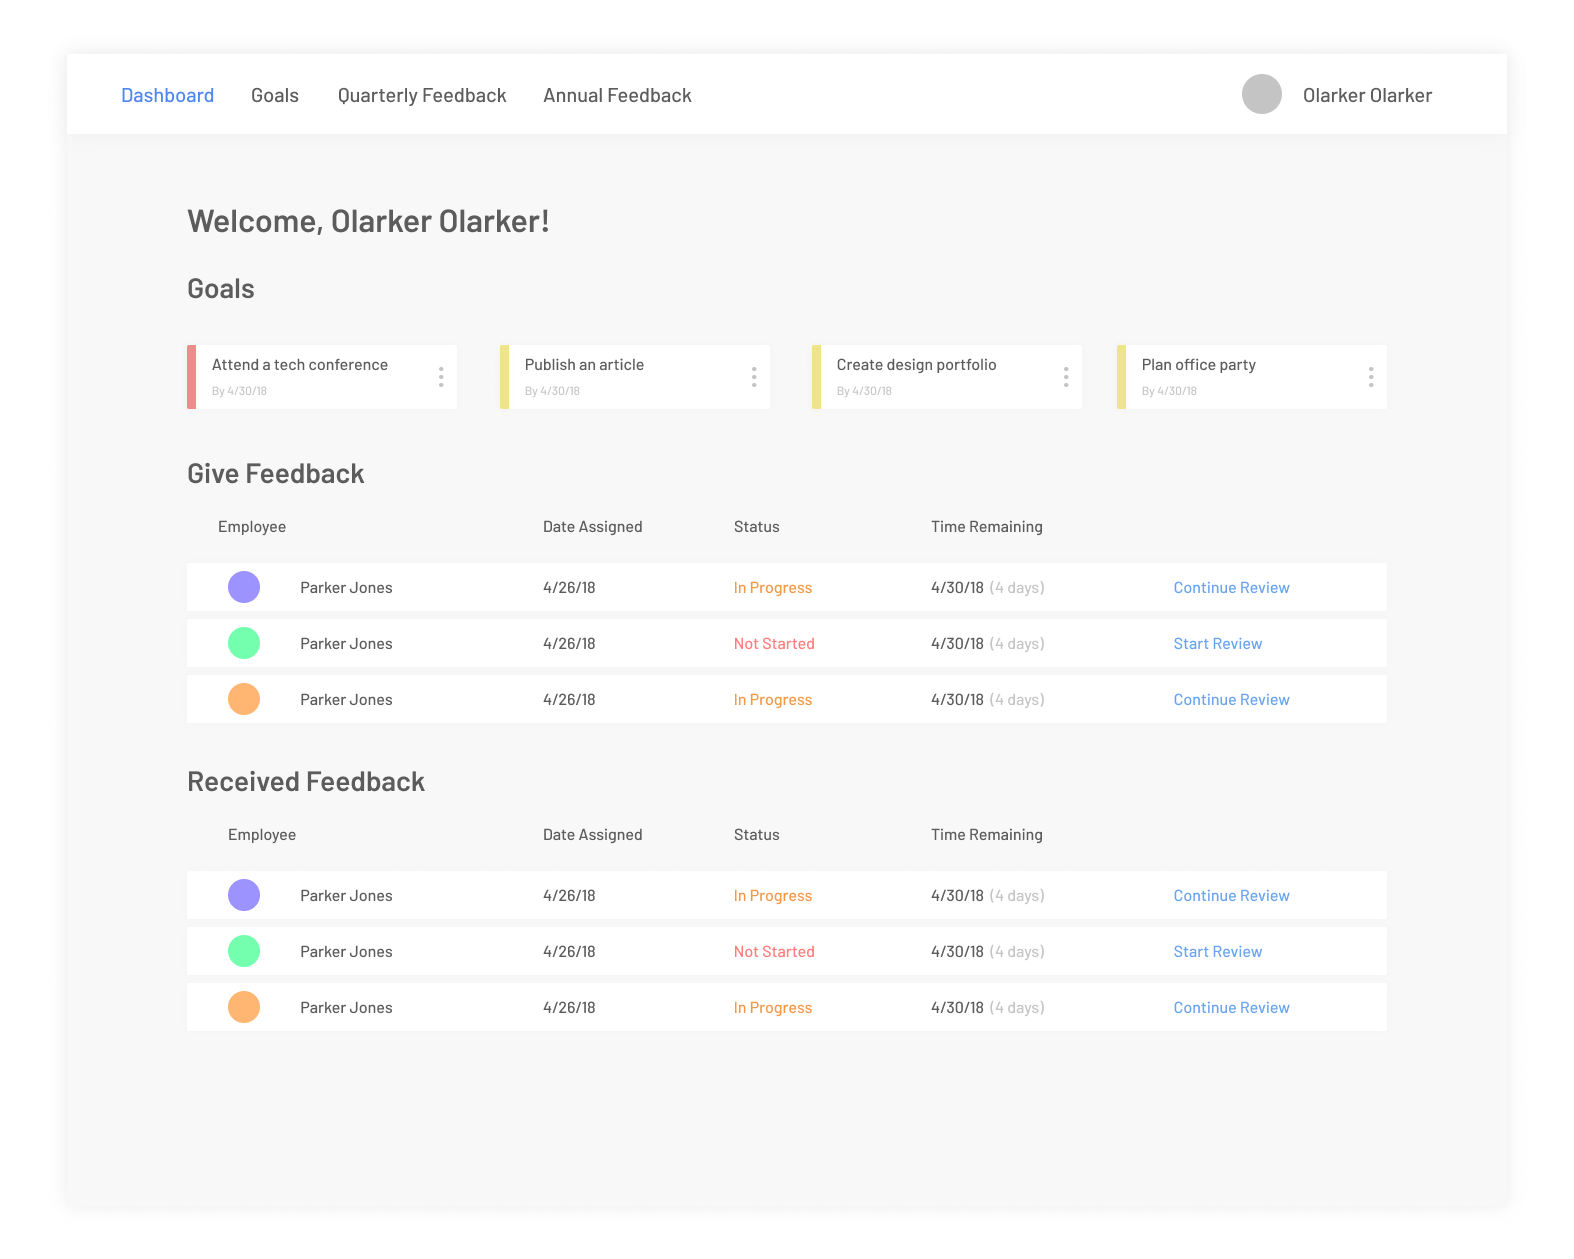 Dashboard Goals Quarterly Feedback Annual Feedback Olarker Olarker
Welcome, Olarker Olarker!
Goals
Attend a tech conference
By 4/30/18
Publish an article
By 4/30/18
Create design portfolio
By 4/30/18
Plan office party
By 4/30/18
Give Feedback
Employee Date Assigned Status Time Remaining
Parker Jones 4/26/18 In Progress 4/30/18 (4 days) Continue Review
Parker Jones 4/26/18 Not Started 4/30/18 (4 days) Start Review
Parker Jones 4/26/18 In Progress 4/30/18 (4 days) Continue Review
Received Feedback
Employee Date Assigned Status Time Remaining
Parker Jones 4/26/18 In Progress 4/30/18 (4 days) Continue Review
Parker Jones 4/26/18 Not Started 4/30/18 (4 days) Start Review
Parker Jones 4/26/18 In Progress 4/30/18 (4 days) Continue Review